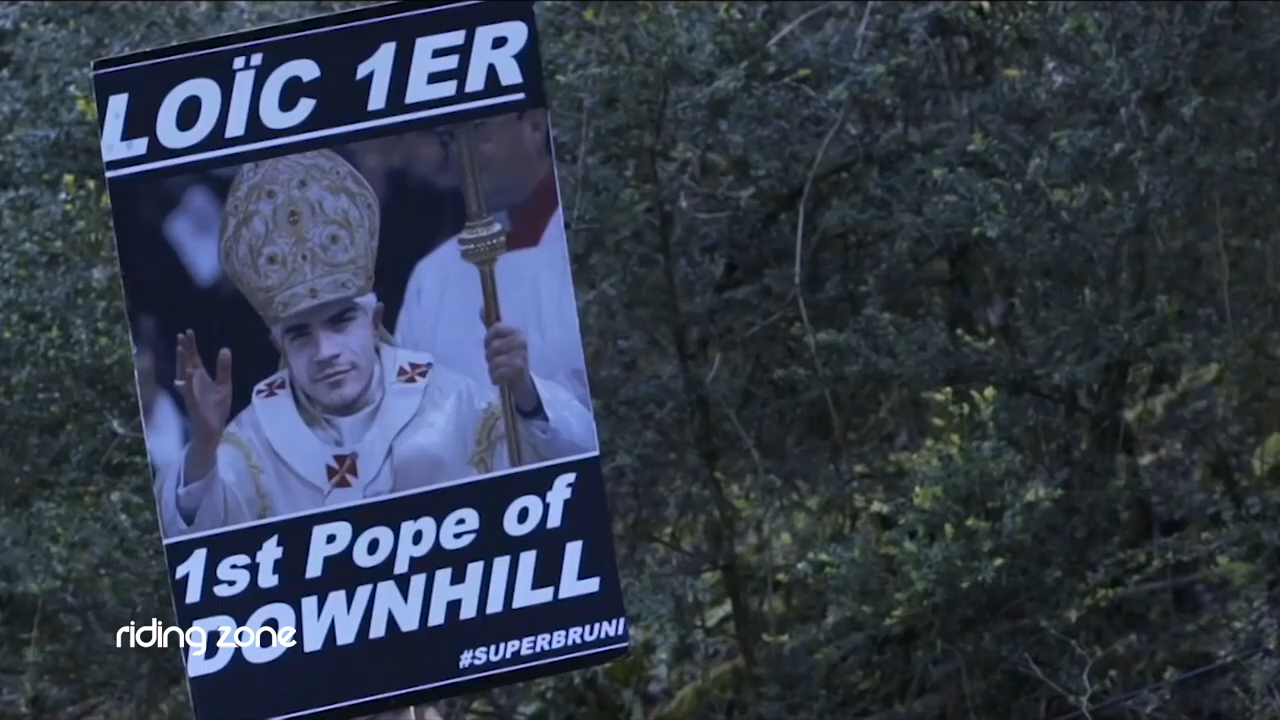 LOÏC 1ER
1st Pope of
DOWNHILL
#SUPERBRUNI
riding zone